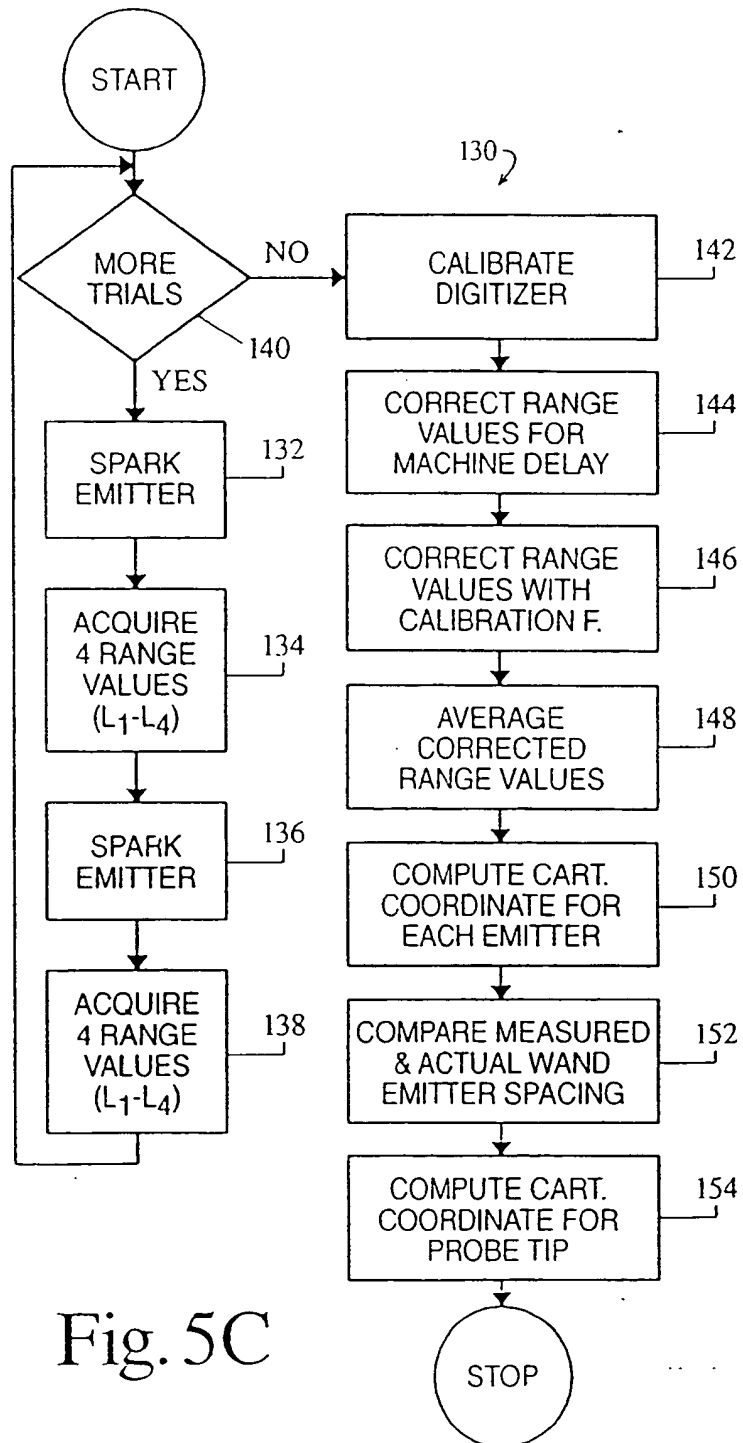 START
130
MORE
TRIALS
140
NO
YES
SPARK
EMITTER
132
ACQUIRE
4 RANGE
VALUES
(L1-L4)
134
SPARK
EMITTER
136
ACQUIRE
4 RANGE
VALUES
(L1-L4)
138
CALIBRATE
DIGITIZER
142
CORRECT RANGE
VALUES FOR
MACHINE DELAY
144
CORRECT RANGE
VALUES WITH
CALIBRATION F.
146
AVERAGE
CORRECTED
RANGE VALUES
148
COMPUTE CART.
COORDINATE FOR
EACH EMITTER
150
COMPARE MEASURED
& ACTUAL WAND
EMITTER SPACING
152
COMPUTE CART.
COORDINATE FOR
PROBE TIP
154
STOP
Fig. 5C